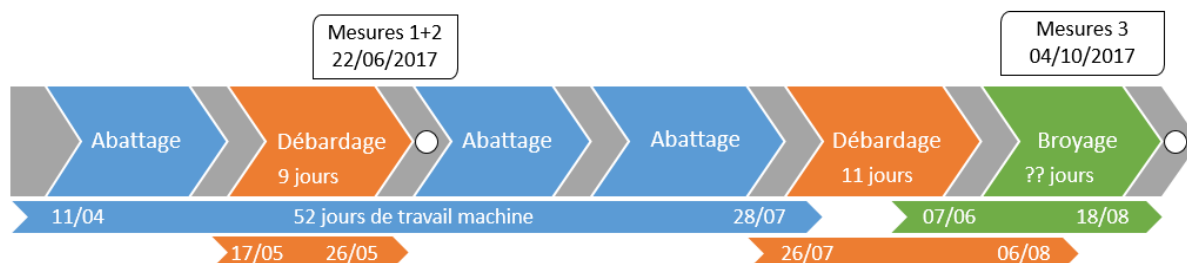 Mesures 1+2
22/06/2017
Mesures 3
04/10/2017
Abattage
Débardage
9 jours
Abattage
Abattage
Débardage
11 jours
Broyage
?? jours
11/04 52 jours de travail machine 28/07
07/06 18/08
17/05 26/05
26/07 06/08